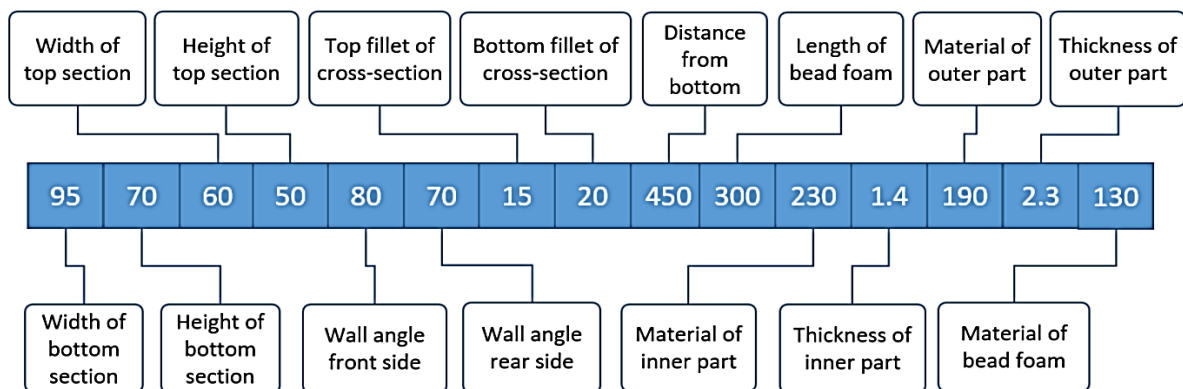 Width of
top section
Height of
top section
Top fillet of
cross-section
Bottom fillet of
cross-section
Distance
from
bottom
Length of
bead foam
Material of
outer part
Thickness of
outer part
95 70 60 50 80 70 15 20 450 300 230 1.4 190 2.3 130
Width of
bottom
section
Height of
bottom
section
Wall angle
front side
Wall angle
rear side
Material of
inner part
Thickness of
inner part
Material of
bead foam